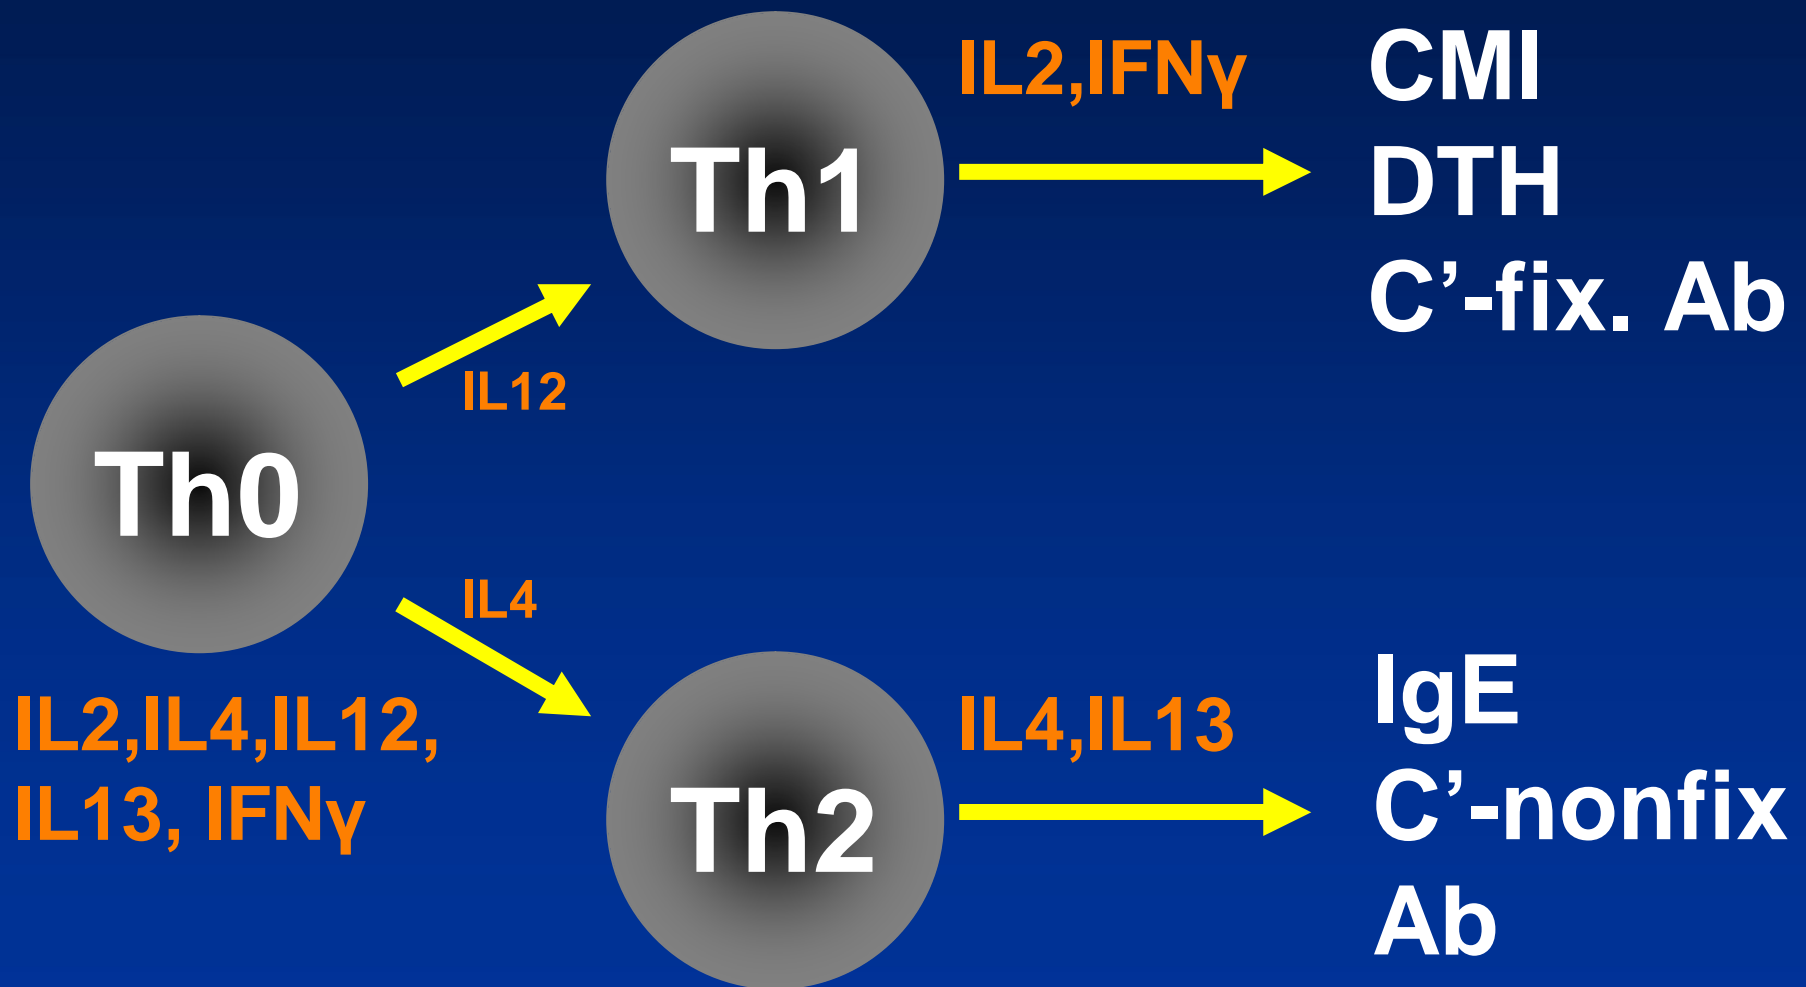 IL2,IFNγ
CMI
Th1
DTH
C’-fix. Ab
IL12
Th0
IL4
IL2,IL4,IL12,
IL13, IFNγ
Th2
IL4,IL13
IgE
C’-nonfix
Ab